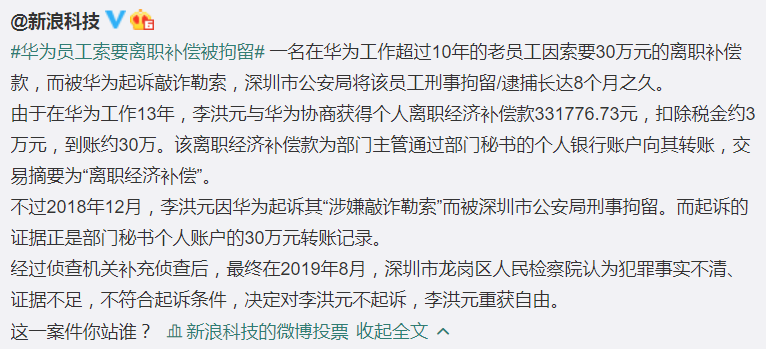 @新浪科技
#华为员工索要离职补偿被拘留# 一名在华为工作超过10年的老员工因索要30万元的离职补偿
款，而被华为起诉敲诈勒索，深圳市公安局将该员工刑事拘留/逮捕长达8个月之久。
由于在华为工作13年，李洪元与华为协商获得个人离职经济补偿款331776.73元，扣除税金约3
万元，到账约30万。该离职经济补偿款为部门主管通过部门秘书的个人银行账户向其转账，交
易摘要为“离职经济补偿”。
不过2018年12月，李洪元因华为起诉其“涉嫌敲诈勒索”而被深圳市公安局刑事拘留。而起诉的
证据正是部门秘书个人账户的30万元转账记录。
经过侦查机关补充侦查后，最终在2019年8月，深圳市龙岗区人民检察院认为犯罪事实不清、
证据不足，不符合起诉条件，决定对李洪元不起诉，李洪元重获自由。
这一案件你站谁？ 新浪科技的微博投票 收起全文